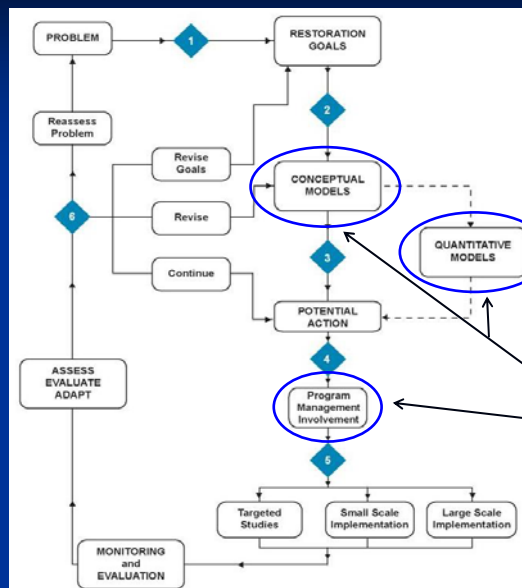 PROBLEM
1
RESTORATION
GOALS
Reassess
Problem
2
Revise
Goals
CONCEPTUAL
MODELS
6
Revise
QUANTITATIVE
MODELS
3
Continue
POTENTIAL
ACTION
4
ASSESS
EVALUATE
ADAPT
Program
Management
Involvement
5
Targeted
Studies
Small Scale
Implementation
Large Scale
Implementation
MONITORING
and
EVALUATION